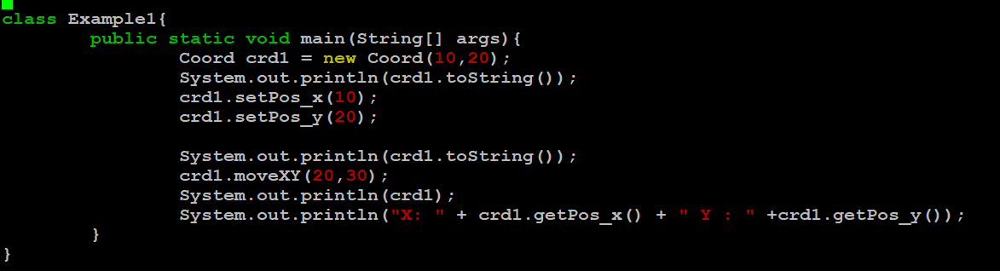 class Example1{
public static void main(String[] args){
Coord crd1 = new Coord(10,20);
System.out.println(crd1.toString());
crd1.setPos_x(10);
crd1.setPos_y(20);
System.out.println(crd1.toString());
crd1.moveXY(20,30);
System.out.println(crd1);
System.out.println("X: " + crd1.getPos_x() + " Y : " +crd1.getPos_y());
}
}